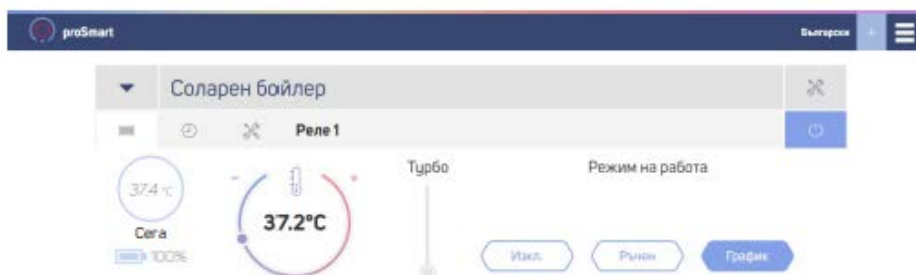 proSmart
Български
Соларен бойлер
Реле 1
37.4 °C
Сега
100%
37.2°C
Турбо
Режим на работа
Изкл.
Ръчен
График